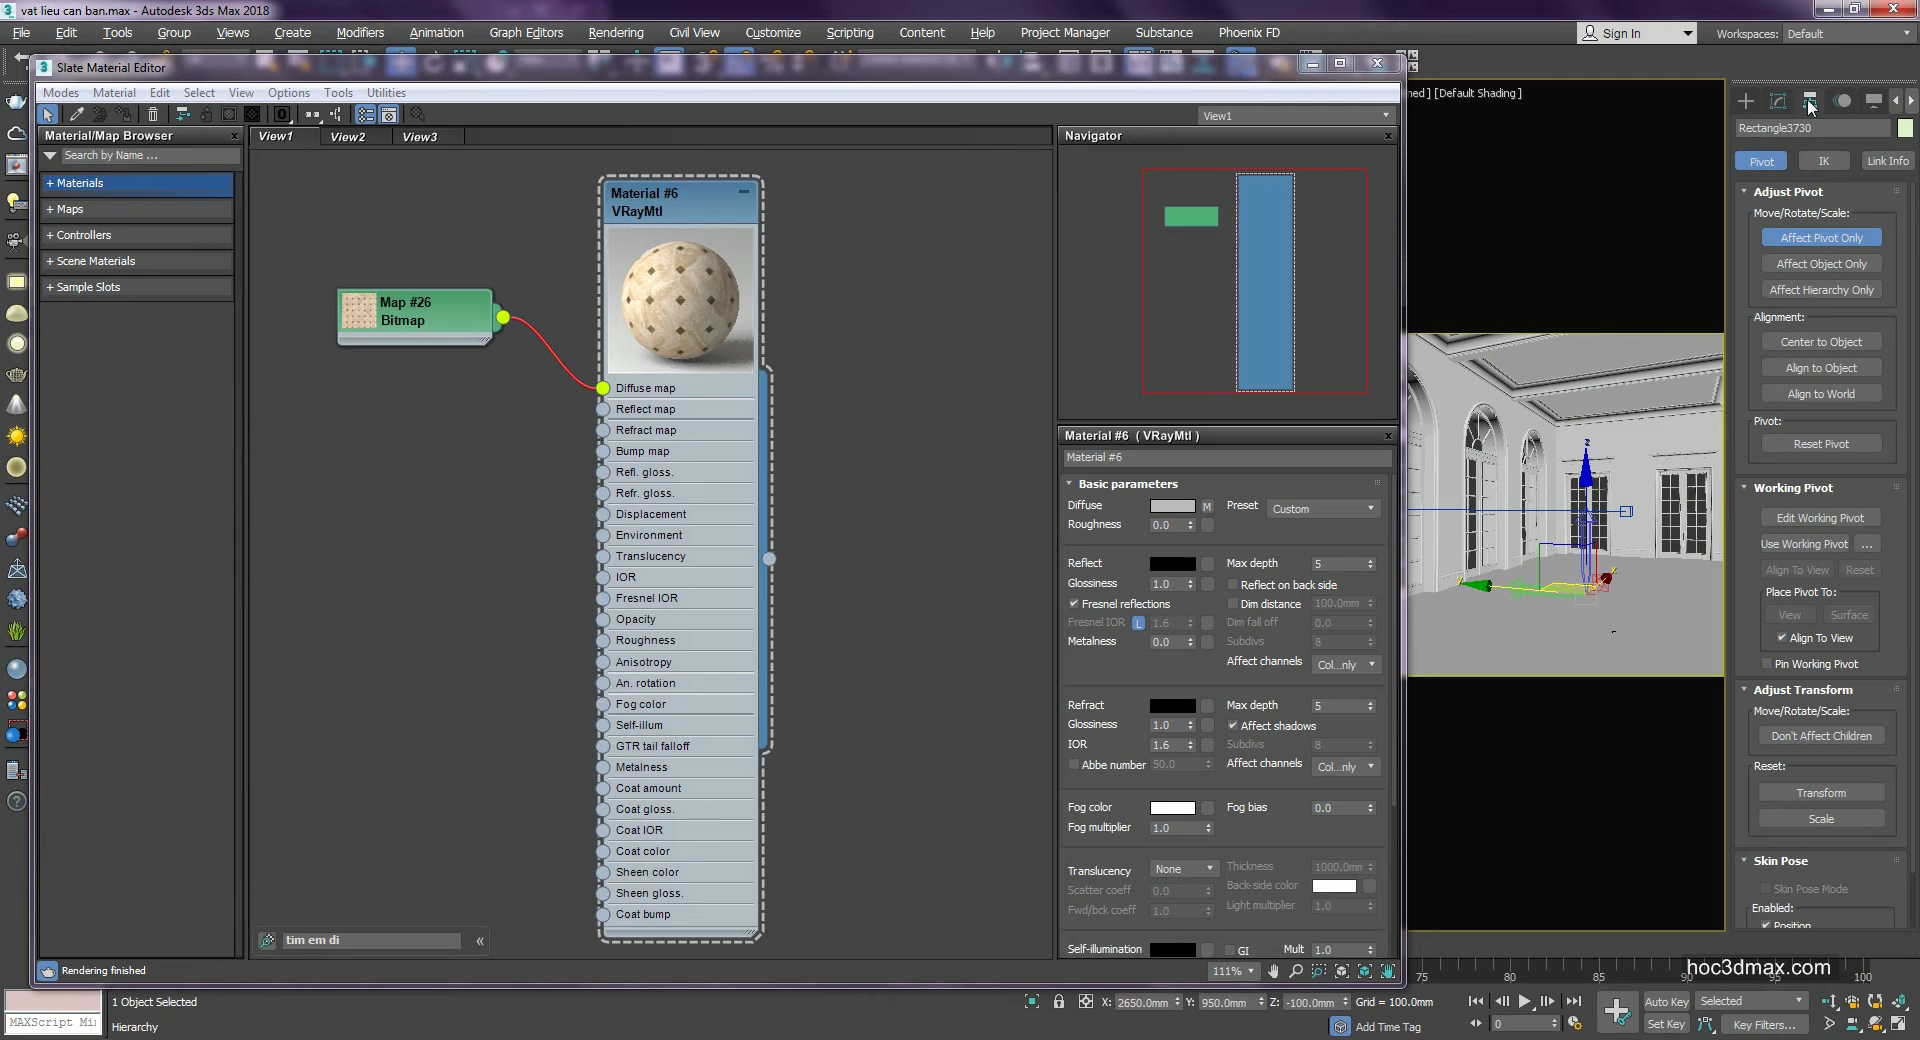 vat lieu can ban.max - Autodesk 3ds Max 2018
File Edit Tools Group Views Create Modifiers Animation Graph Editors Rendering Civil View Customize Scripting Content Help Project Manager Substance Phoenix FD
Sign In
Workspaces: Default
Slate Material Editor
Modes Material Edit Select View Options Tools Utilities
View1
Material/Map Browser
Search by Name ...
+ Materials
+ Maps
+ Controllers
+ Scene Materials
+ Sample Slots
View1 View2 View3
Map #26
Bitmap
Material #6
VRayMtl
Diffuse map
Reflect map
Refract map
Bump map
Refl. gloss.
Refr. gloss.
Displacement
Environment
Translucency
IOR
Fresnel IOR
Opacity
Roughness
Anisotropy
An. rotation
Fog color
Self-illum
GTR tail falloff
Metalness
Coat amount
Coat gloss.
Coat IOR
Coat color
Sheen color
Sheen gloss.
Coat bump
tim em di
Navigator
Material #6 ( VRayMtl )
Material #6
Basic parameters
Diffuse M Preset Custom
Roughness 0.0
Reflect Max depth 5
Glossiness 1.0 Reflect on back side
Fresnel reflections Dim distance 100.0mm
Fresnel IOR L 1.6 Dim fall off 0.0
Metalness 0.0 Subdivs 8
Affect channels Col...nly
Refract Max depth 5
Glossiness 1.0 Affect shadows
IOR 1.6 Subdivs 8
Abbe number 50.0 Affect channels Col...nly
Fog color Fog bias 0.0
Fog multiplier 1.0
Translucency None Thickness 1000.0mm
Scatter coeff 0.0 Back-side color
Fwd/bck coeff 1.0 Light multiplier 1.0
Self-illumination GI Mult 1.0
Rendering finished
111%
[Default Shading ]
Rectangle3730
Pivot IK Link Info
Adjust Pivot
Move/Rotate/Scale:
Affect Pivot Only
Affect Object Only
Affect Hierarchy Only
Alignment:
Center to Object
Align to Object
Align to World
Pivot:
Reset Pivot
Working Pivot
Edit Working Pivot
Use Working Pivot ...
Align To View Reset
Place Pivot To:
View Surface
Align To View
Pin Working Pivot
Adjust Transform
Move/Rotate/Scale:
Don't Affect Children
Reset:
Transform
Scale
Skin Pose
Skin Pose Mode
Enabled:
Position
z
x
y
hoc3dmax.com
75 80 85 90 95 100
1 Object Selected
X: 2650.0mm Y: 950.0mm Z: -100.0mm Grid = 100.0mm
Auto Key Selected
MAXScript Mi
Hierarchy
Add Time Tag
0
Set Key Key Filters...